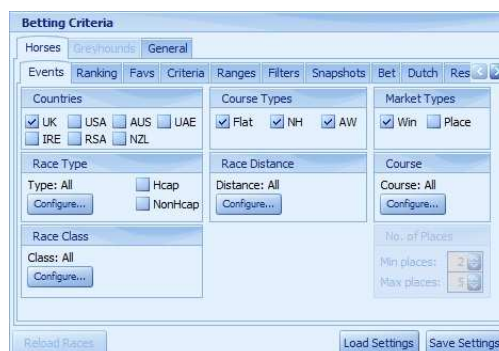 Betting Criteria
Horses Greyhounds General
Events Ranking Favs Criteria Ranges Filters Snapshots Bet Dutch Res
Countries Course Types Market Types
UK USA AUS UAE Flat NH AW Win Place
IRE RSA NZL
Race Type Race Distance Course
Type: All Hcap Distance: All Course: All
Configure... NonHcap Configure... Configure...
Race Class No. of Places
Class: All Min places: 2
Configure... Max places: 5
Reload Races Load Settings Save Settings